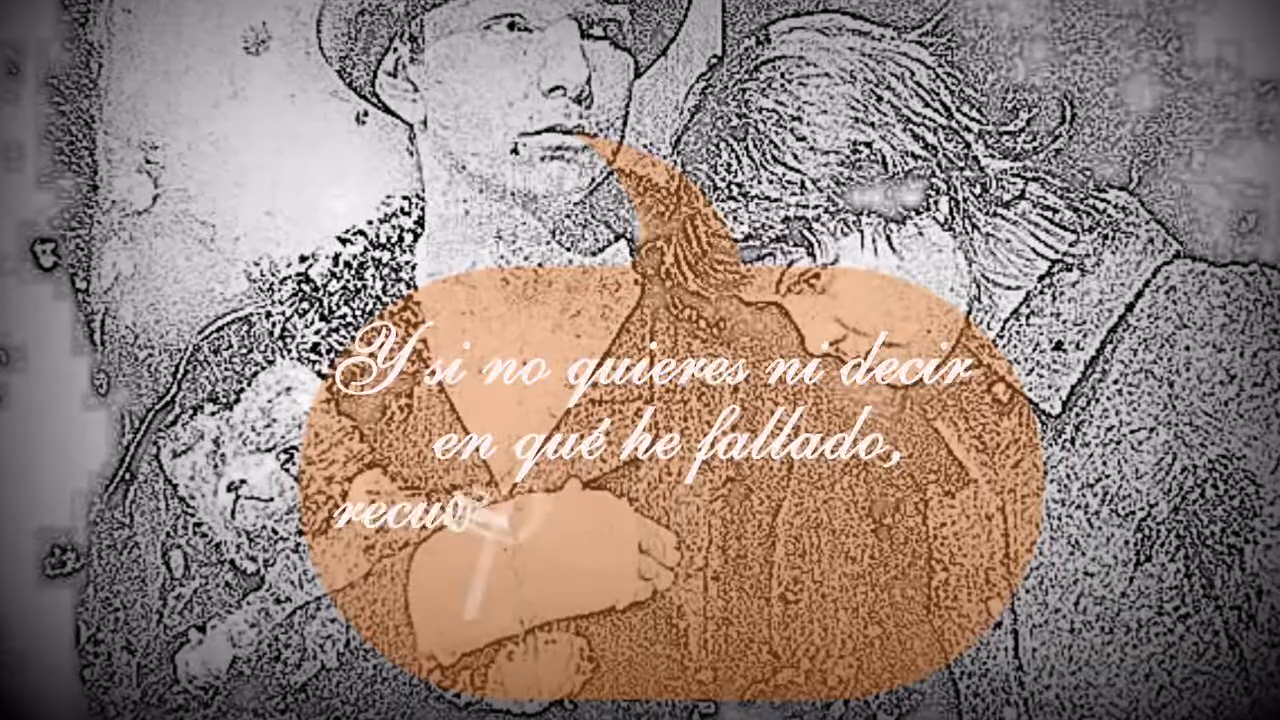 Y si no quieres ni decir
en qué he fallado,